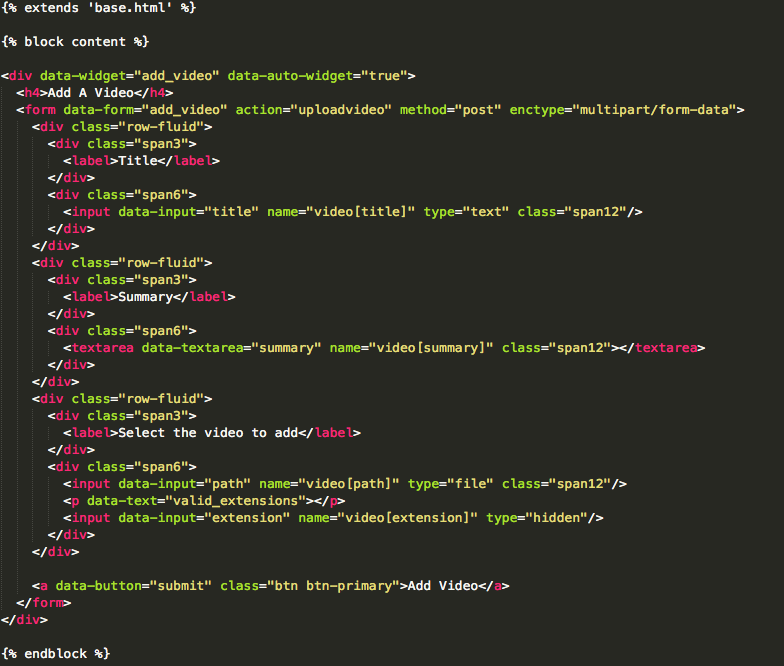 {% extends 'base.html' %}
{% block content %}
<div data-widget="add_video" data-auto-widget="true">
<h4>Add A Video</h4>
<form data-form="add_video" action="uploadvideo" method="post" enctype="multipart/form-data">
<div class="row-fluid">
<div class="span3">
<label>Title</label>
</div>
<div class="span6">
<input data-input="title" name="video[title]" type="text" class="span12"/>
</div>
</div>
<div class="row-fluid">
<div class="span3">
<label>Summary</label>
</div>
<div class="span6">
<textarea data-textarea="summary" name="video[summary]" class="span12"></textarea>
</div>
</div>
<div class="row-fluid">
<div class="span3">
<label>Select the video to add</label>
</div>
<div class="span6">
<input data-input="path" name="video[path]" type="file" class="span12"/>
<p data-text="valid_extensions"></p>
<input data-input="extension" name="video[extension]" type="hidden"/>
</div>
</div>
<a data-button="submit" class="btn btn-primary">Add Video</a>
</form>
</div>
{% endblock %}